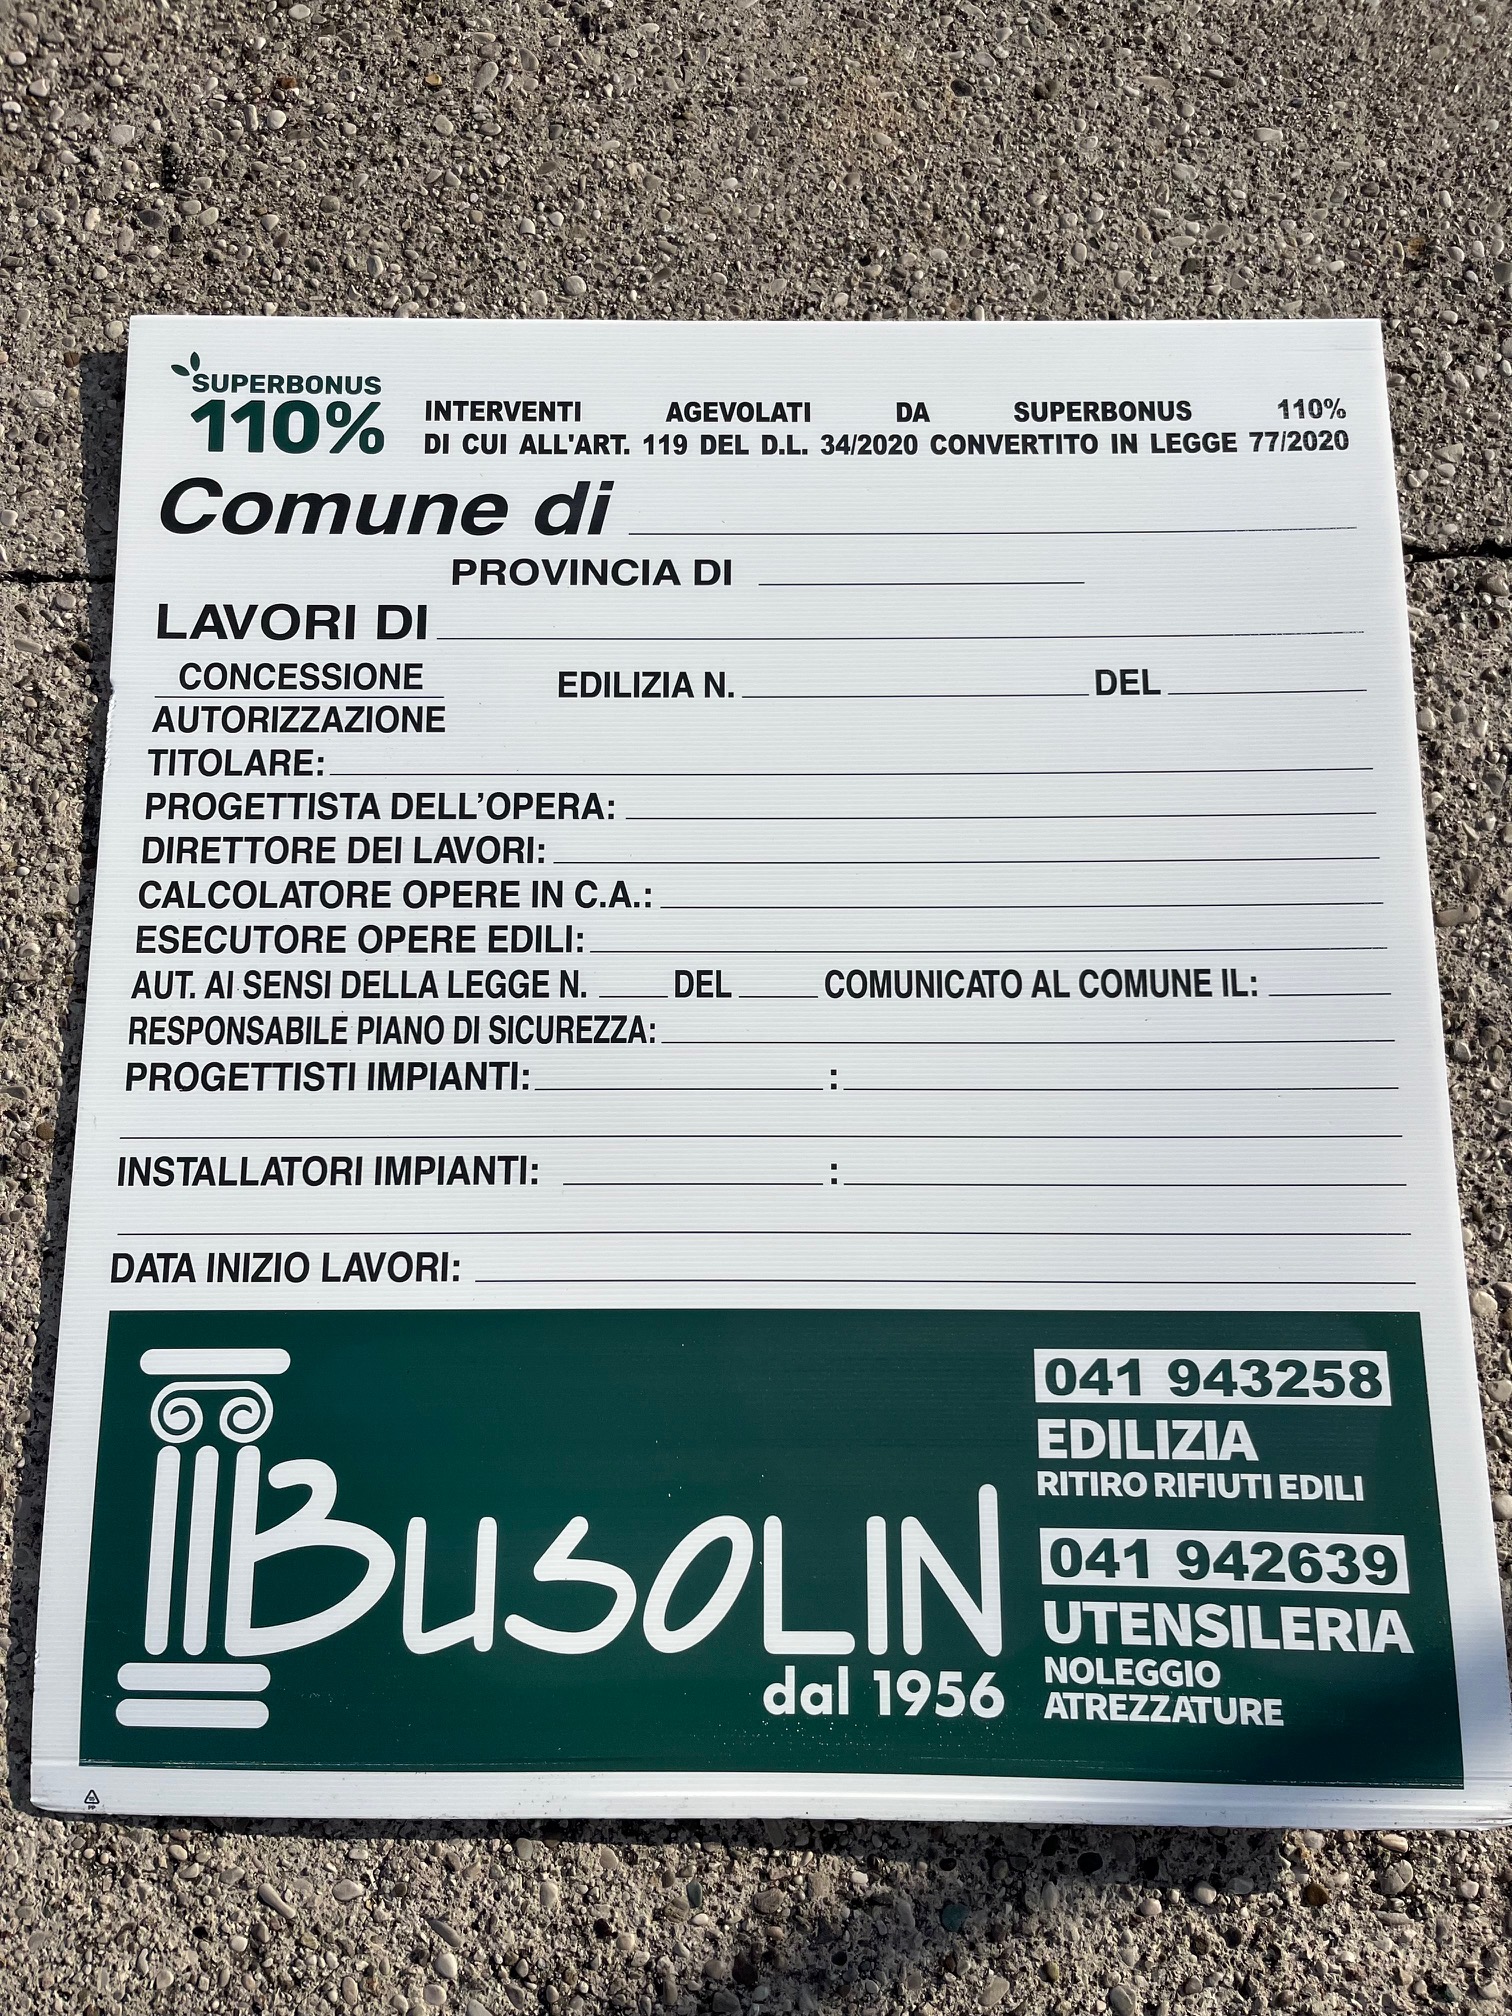 SUPERBONUS
110%
INTERVENTI AGEVOLATI DA SUPERBONUS 110%
DI CUI ALL'ART. 119 DEL D.L. 34/2020 CONVERTITO IN LEGGE 77/2020
Comune di
PROVINCIA DI
LAVORI DI
CONCESSIONE
EDILIZIA N. DEL
AUTORIZZAZIONE
TITOLARE:
PROGETTISTA DELL'OPERA:
DIRETTORE DEI LAVORI:
CALCOLATORE OPERE IN C.A.:
ESECUTORE OPERE EDILI:
AUT. AI SENSI DELLA LEGGE N. DEL COMUNICATO AL COMUNE IL:
RESPONSABILE PIANO DI SICUREZZA:
PROGETTISTI IMPIANTI: :
INSTALLATORI IMPIANTI: :
DATA INIZIO LAVORI:
BUSOLIN
dal 1956
041 943258
EDILIZIA
RITIRO RIFIUTI EDILI
041 942639
UTENSILERIA
NOLEGGIO
ATREZZATURE
PP